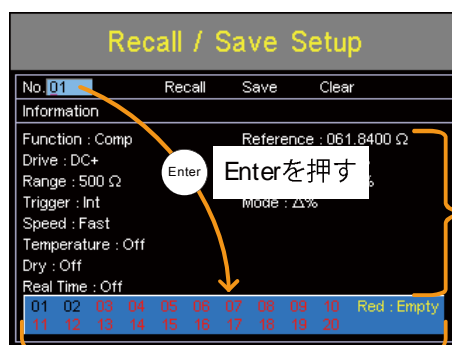 Recall / Save Setup
No. 01 Recall Save Clear
Information
Function : Comp Reference : 061.8400 Ω
Drive : DC+
Range : 500 Ω %
Trigger : Int Mode : Δ%
Enter
Enterを押す
Speed : Fast
Temperature : Off
Dry : Off
Real Time : Off
01 02 03 04 05 06 07 08 09 10 Red : Empty
11 12 13 14 15 16 17 18 19 20